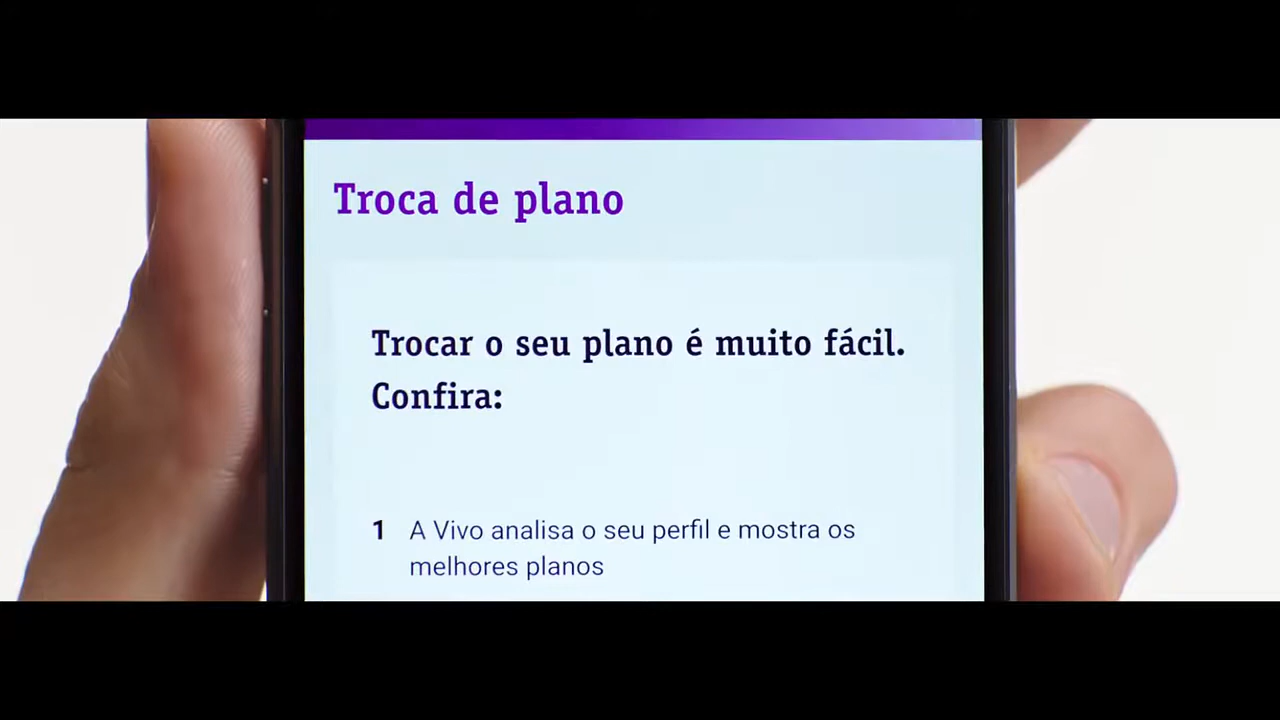 Troca de plano
Trocar o seu plano é muito fácil.
Confira:
1 A Vivo analisa o seu perfil e mostra os
melhores planos